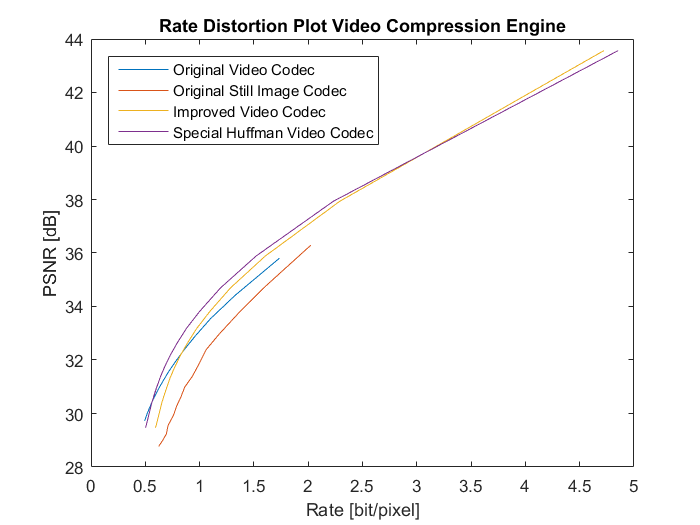 Rate Distortion Plot Video Compression Engine
44
42
40
38
36
34
32
30
28
PSNR [dB]
Original Video Codec
Original Still Image Codec
Improved Video Codec
Special Huffman Video Codec
0 0.5 1 1.5 2 2.5 3 3.5 4 4.5 5
Rate [bit/pixel]